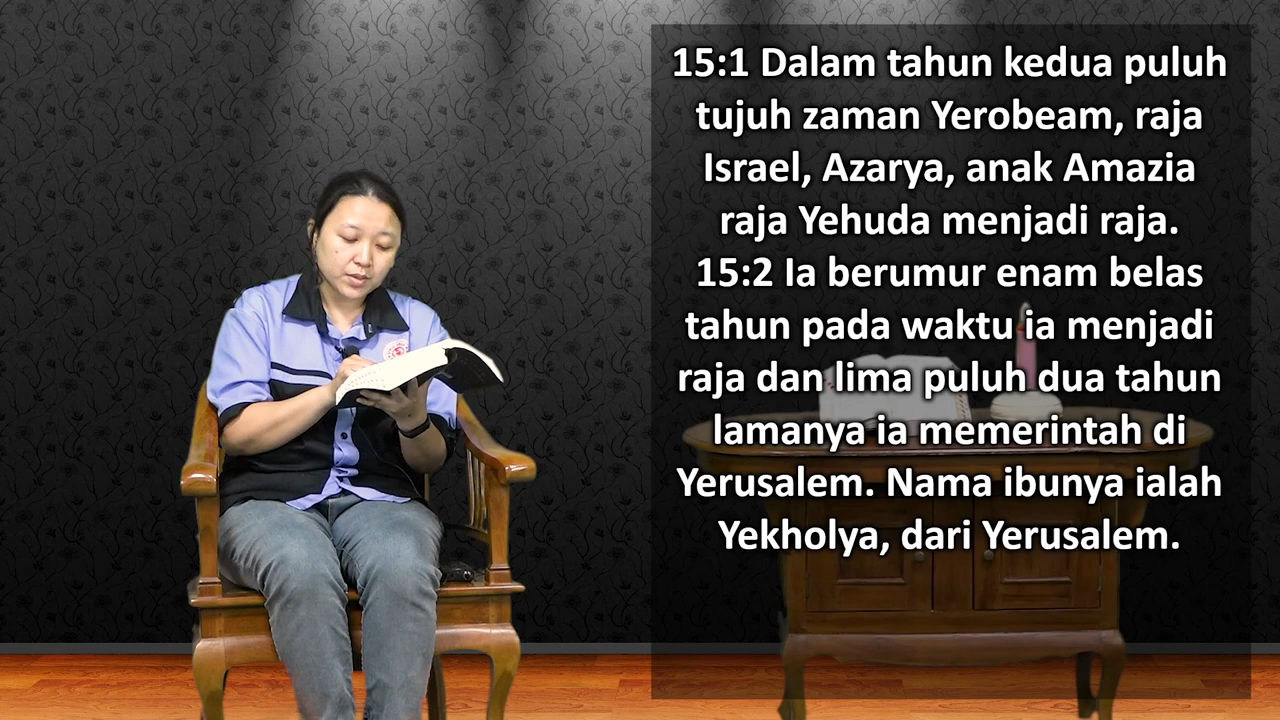 15:1 Dalam tahun kedua puluh
tujuh zaman Yerobeam, raja
Israel, Azarya, anak Amazia
raja Yehuda menjadi raja.
15:2 Ia berumur enam belas
tahun pada waktu ia menjadi
raja dan lima puluh dua tahun
lamanya ia memerintah di
Yerusalem. Nama ibunya ialah
Yekholya, dari Yerusalem.